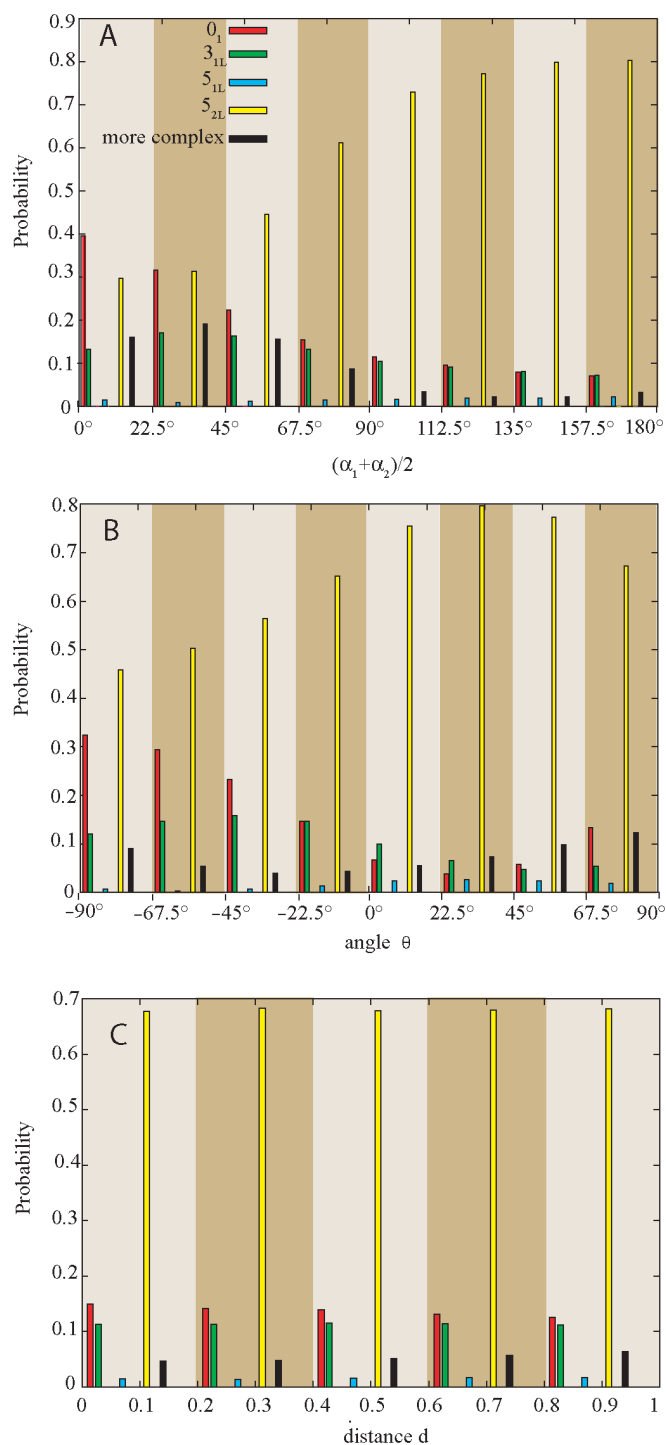 A
0₁
3₁L
5₁L
5₂L
more complex
Probability
0.9
0.8
0.7
0.6
0.5
0.4
0.3
0.2
0.1
0
0° 22.5° 45° 67.5° 90° 112.5° 135° 157.5° 180°
(α₁+α₂)/2
B
Probability
0.8
0.7
0.6
0.5
0.4
0.3
0.2
0.1
0
−90° −67.5° −45° −22.5° 0° 22.5° 45° 67.5° 90°
angle θ
C
Probability
0.7
0.6
0.5
0.4
0.3
0.2
0.1
0
0 0.1 0.2 0.3 0.4 0.5 0.6 0.7 0.8 0.9 1
distance d